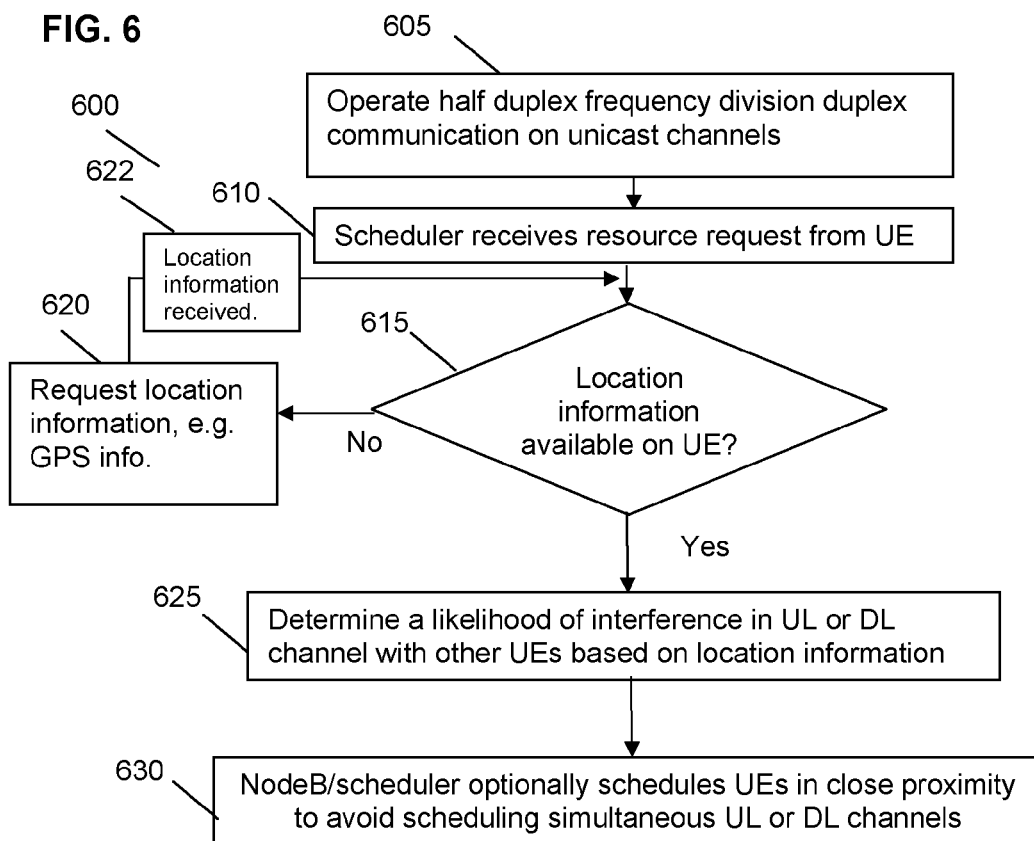 FIG. 6
605
Operate half duplex frequency division duplex
communication on unicast channels
600
622
610
Scheduler receives resource request from UE
Location
information
received.
620
615
Request location
information, e.g.
GPS info.
No
Location
information
available on UE?
Yes
625
Determine a likelihood of interference in UL or DL
channel with other UEs based on location information
630
NodeB/scheduler optionally schedules UEs in close proximity
to avoid scheduling simultaneous UL or DL channels